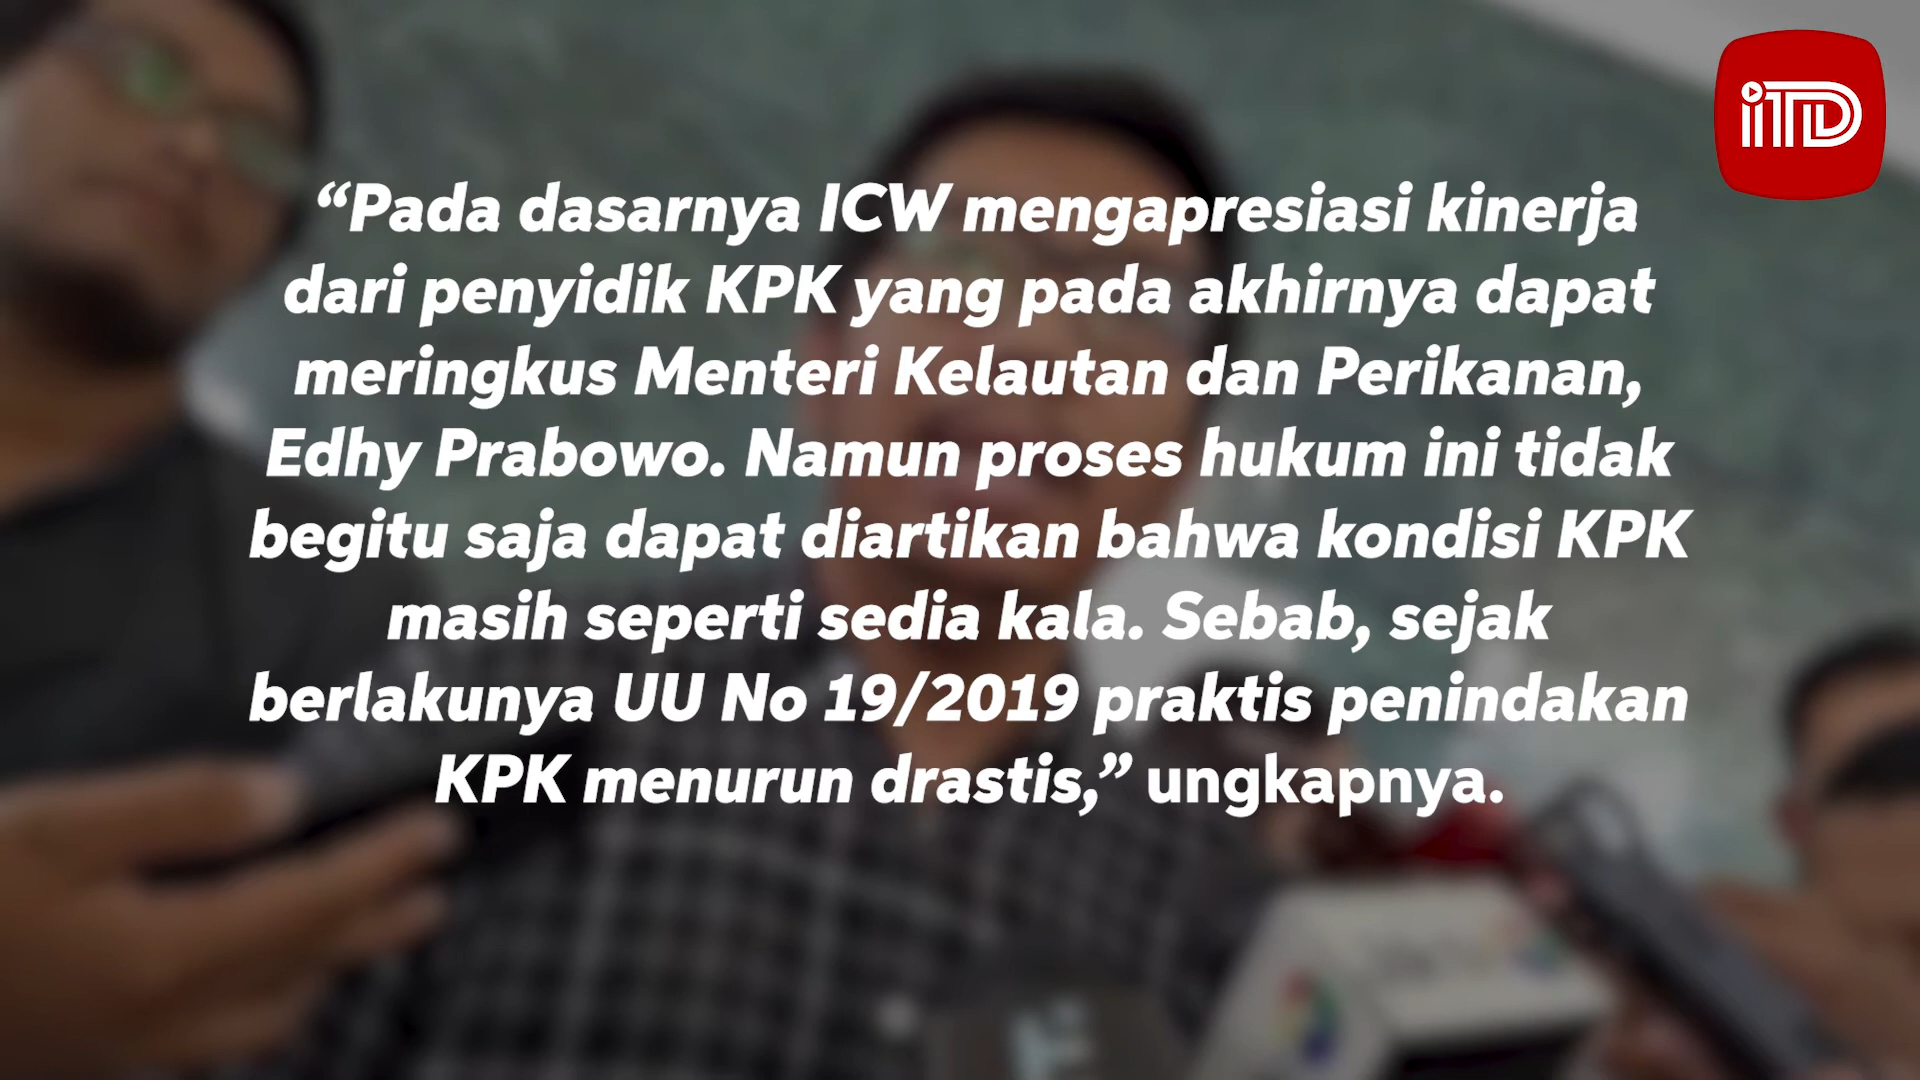 iTD
“Pada dasarnya ICW mengapresiasi kinerja
dari penyidik KPK yang pada akhirnya dapat
meringkus Menteri Kelautan dan Perikanan,
Edhy Prabowo. Namun proses hukum ini tidak
begitu saja dapat diartikan bahwa kondisi KPK
masih seperti sedia kala. Sebab, sejak
berlakunya UU No 19/2019 praktis penindakan
KPK menurun drastis,” ungkapnya.